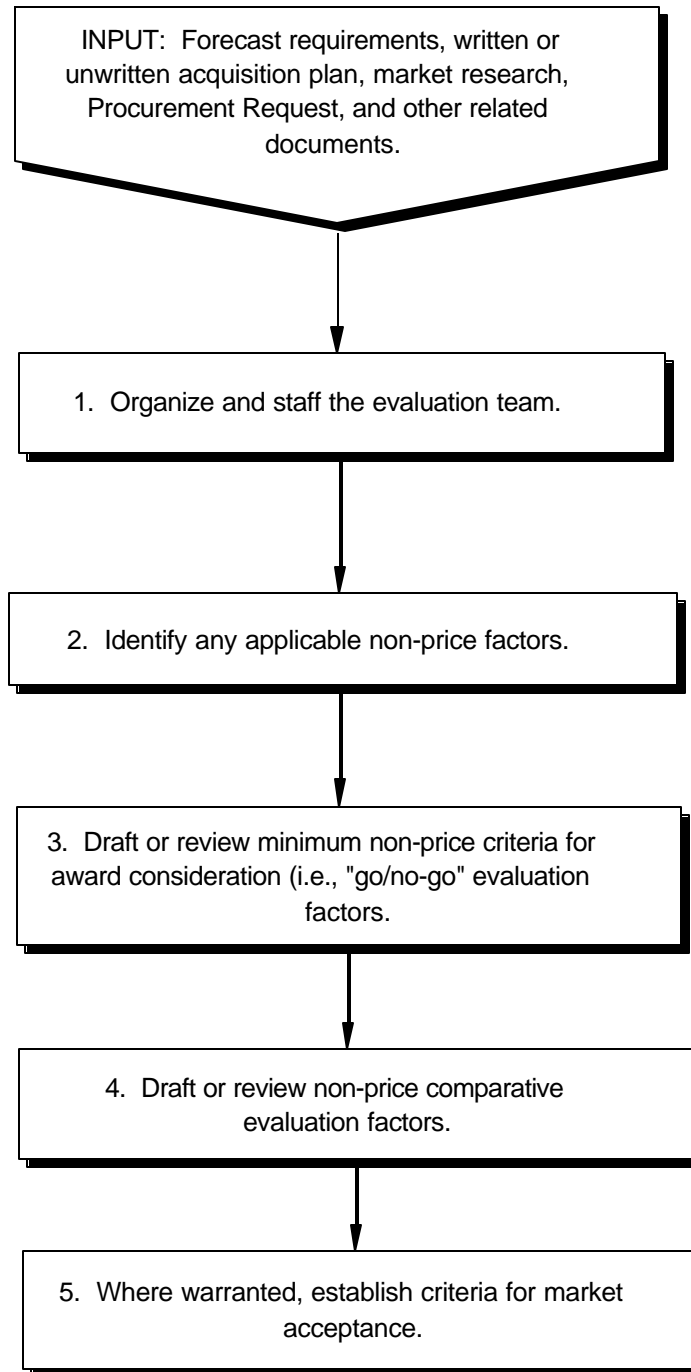 INPUT: Forecast requirements, written or
unwritten acquisition plan, market research,
Procurement Request, and other related
documents.
1. Organize and staff the evaluation team.
2. Identify any applicable non-price factors.
3. Draft or review minimum non-price criteria for
award consideration (i.e., "go/no-go" evaluation
factors.
4. Draft or review non-price comparative
evaluation factors.
5. Where warranted, establish criteria for market
acceptance.